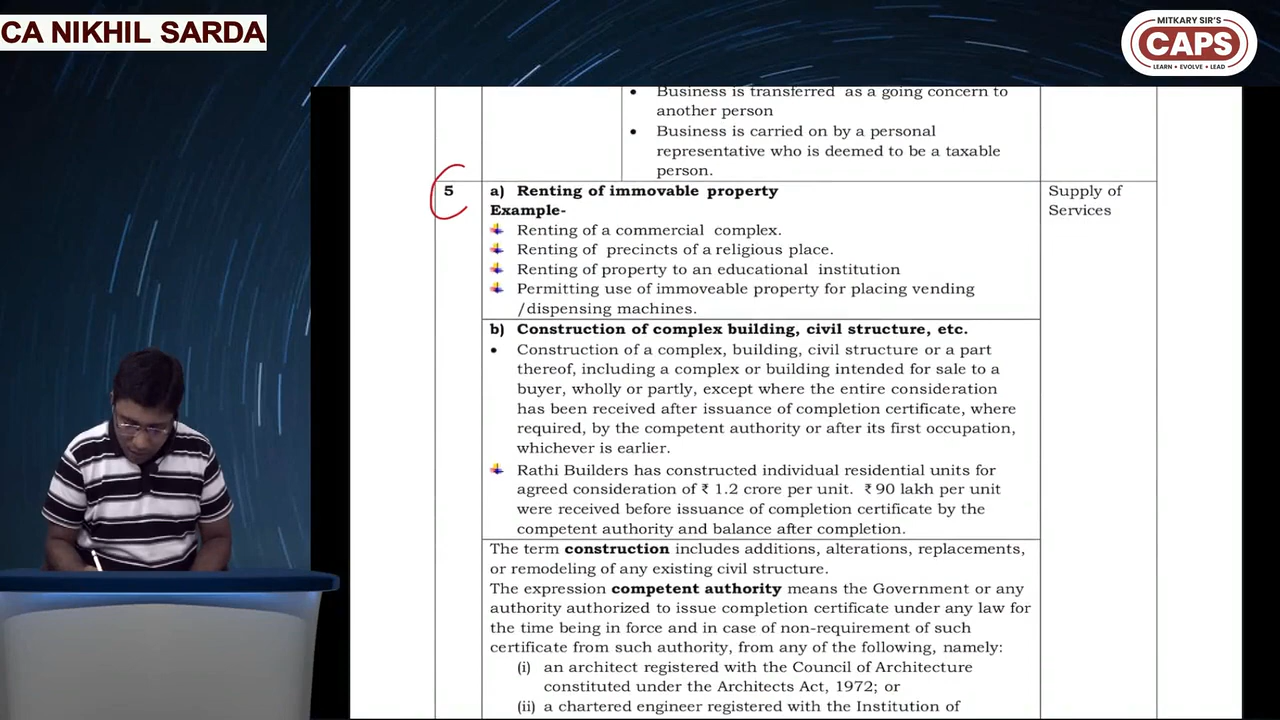 CA NIKHIL SARDA
MITKARY SIR'S
CAPS
LEARN • EVOLVE • LEAD
• Business is transferred as a going concern to
another person
• Business is carried on by a personal
representative who is deemed to be a taxable
person.
5
a) Renting of immovable property
Example-
Renting of a commercial complex.
Renting of precincts of a religious place.
Renting of property to an educational institution
Permitting use of immoveable property for placing vending
/dispensing machines.
Supply of
Services
b) Construction of complex building, civil structure, etc.
• Construction of a complex, building, civil structure or a part
thereof, including a complex or building intended for sale to a
buyer, wholly or partly, except where the entire consideration
has been received after issuance of completion certificate, where
required, by the competent authority or after its first occupation,
whichever is earlier.
Rathi Builders has constructed individual residential units for
agreed consideration of ₹ 1.2 crore per unit. ₹ 90 lakh per unit
were received before issuance of completion certificate by the
competent authority and balance after completion.
The term construction includes additions, alterations, replacements,
or remodeling of any existing civil structure.
The expression competent authority means the Government or any
authority authorized to issue completion certificate under any law for
the time being in force and in case of non-requirement of such
certificate from such authority, from any of the following, namely:
(i) an architect registered with the Council of Architecture
constituted under the Architects Act, 1972; or
(ii) a chartered engineer registered with the Institution of